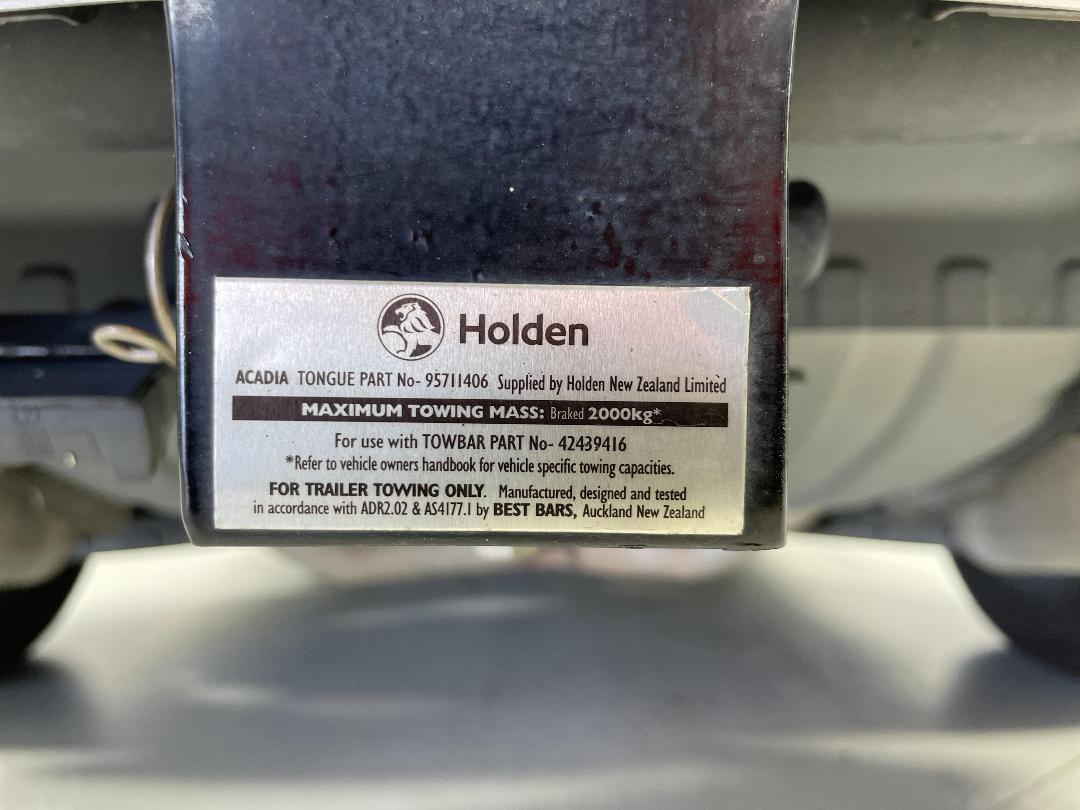 Holden
ACADIA TONGUE PART No- 95711406 Supplied by Holden New Zealand Limited
MAXIMUM TOWING MASS: Braked 2000kg*
For use with TOWBAR PART No- 42439416
*Refer to vehicle owners handbook for vehicle specific towing capacities.
FOR TRAILER TOWING ONLY. Manufactured, designed and tested
in accordance with ADR2.02 & AS4177.1 by BEST BARS, Auckland New Zealand